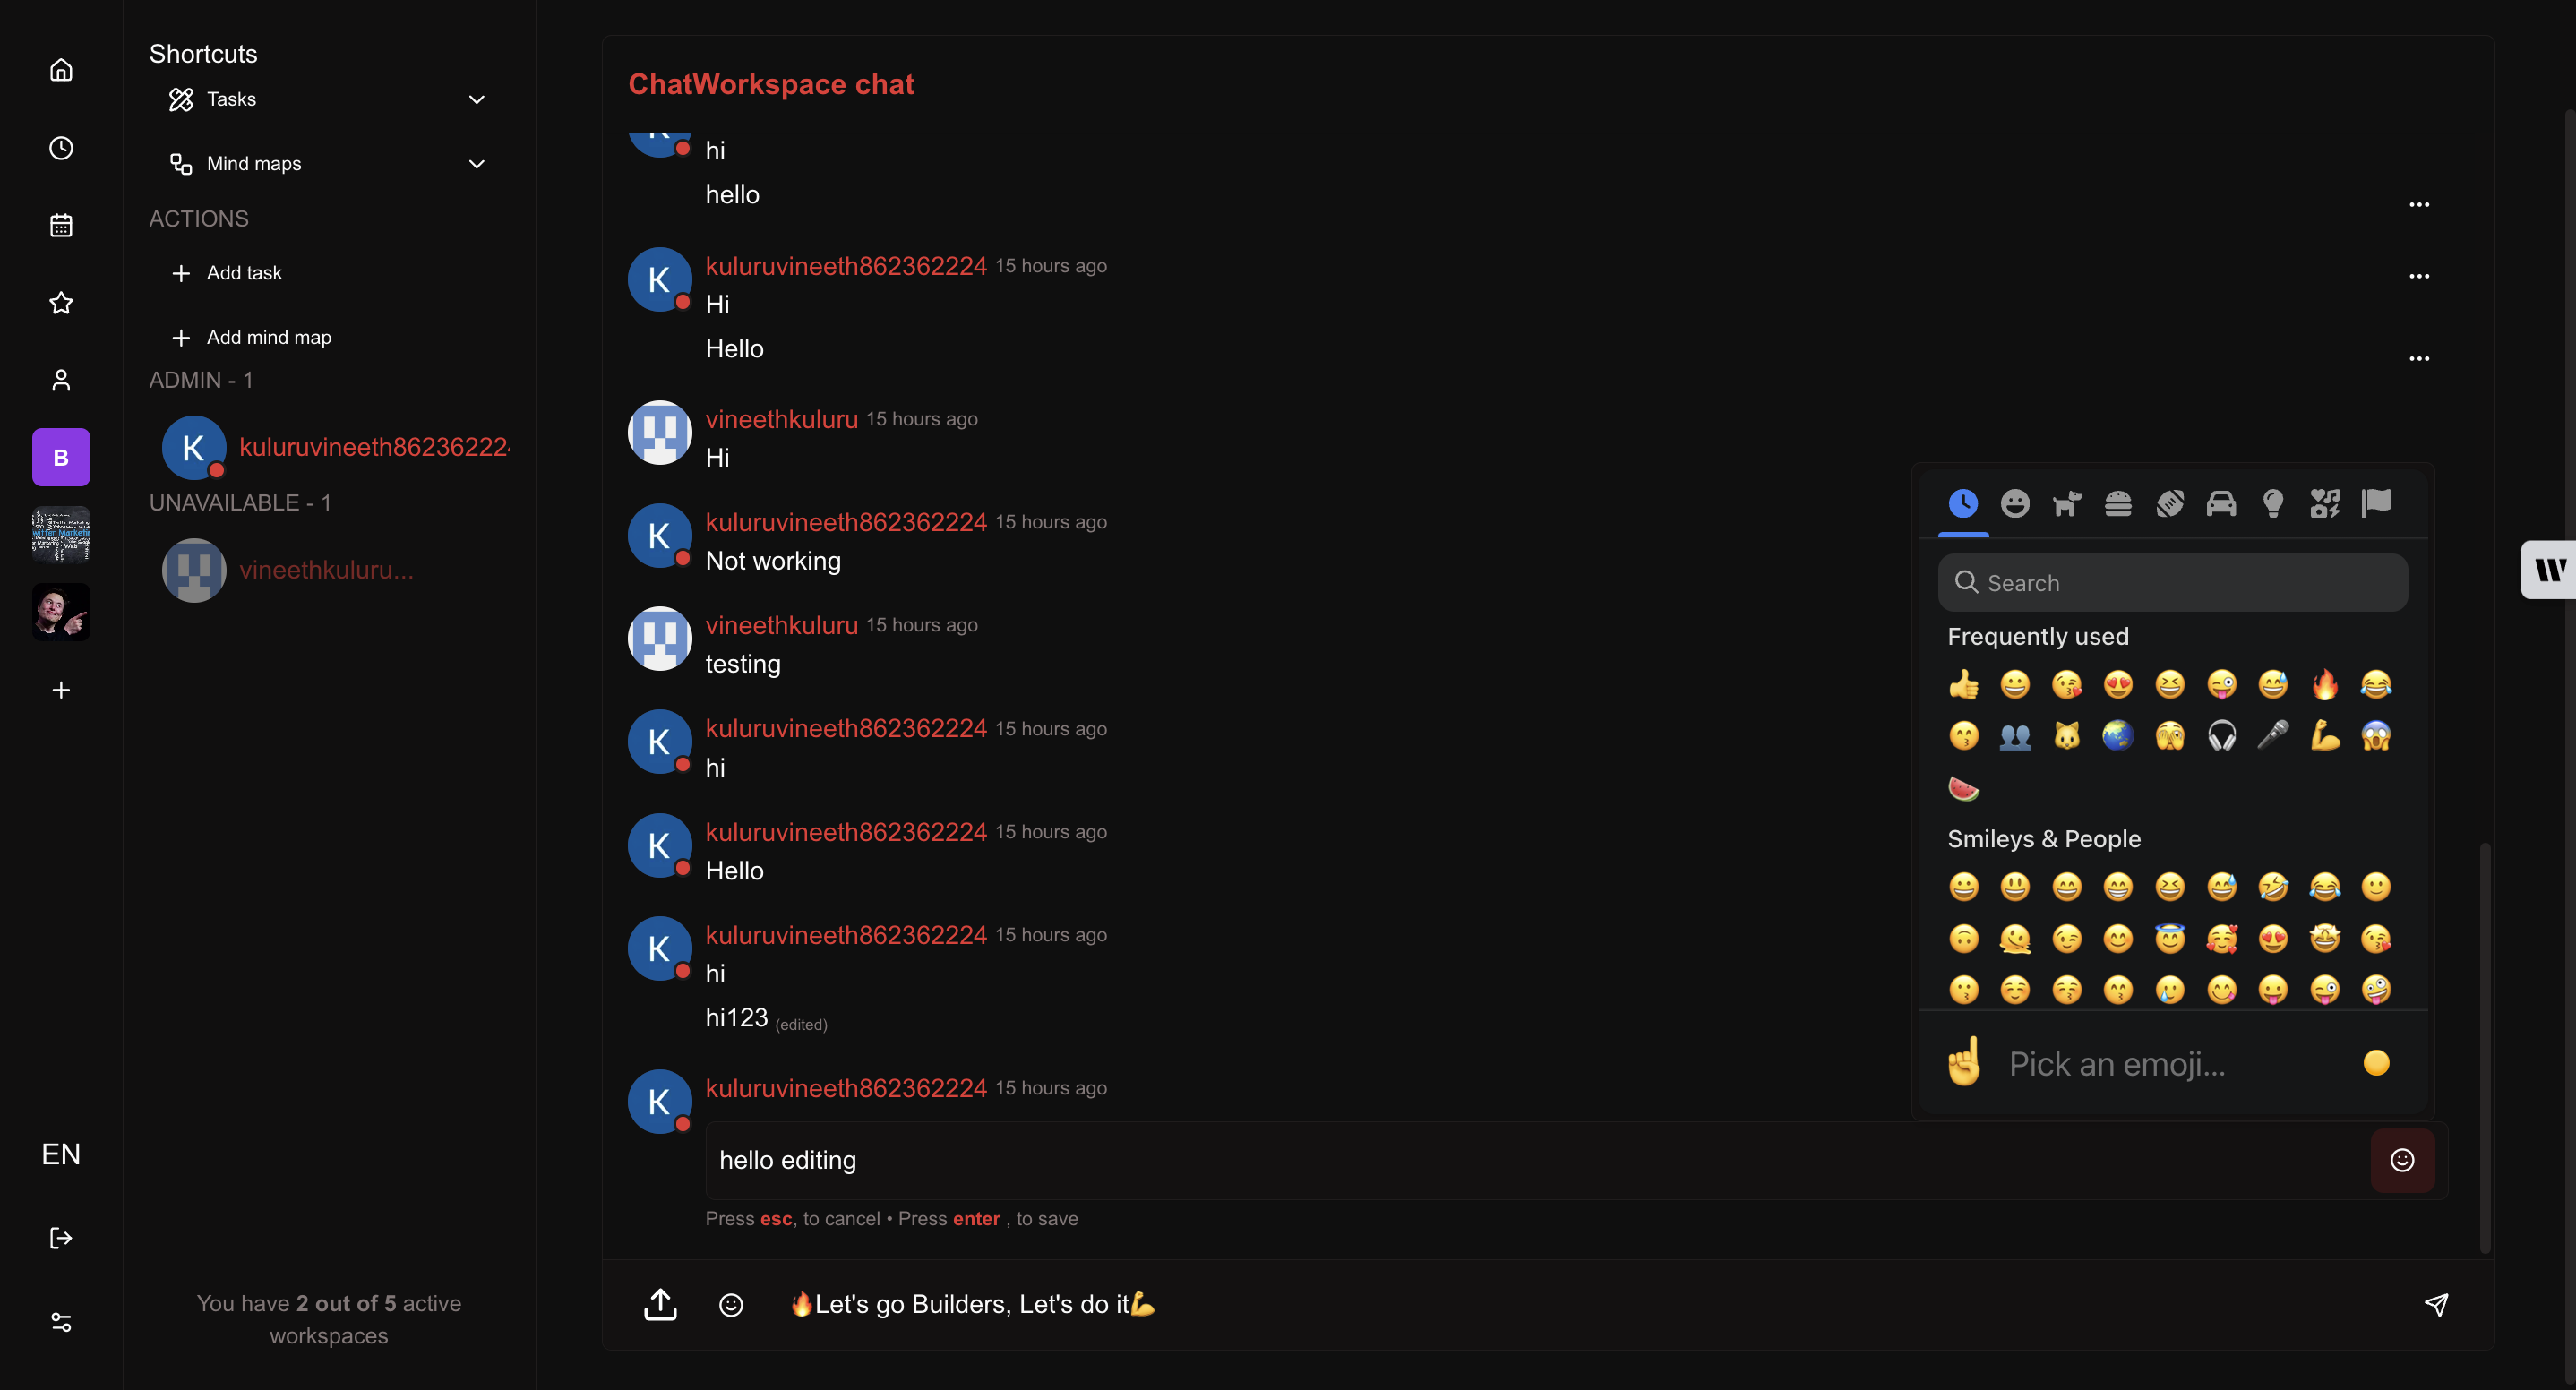 Shortcuts
Tasks
Mind maps
ACTIONS
Add task
Add mind map
ADMIN - 1
K kuluruvineeth86236222
UNAVAILABLE - 1
vineethkuluru...
B
EN
You have 2 out of 5 active
workspaces
ChatWorkspace chat
hi
hello
K kuluruvineeth862362224 15 hours ago
Hi
Hello
vineethkuluru 15 hours ago
Hi
K kuluruvineeth862362224 15 hours ago
Not working
vineethkuluru 15 hours ago
testing
K kuluruvineeth862362224 15 hours ago
hi
K kuluruvineeth862362224 15 hours ago
Hello
K kuluruvineeth862362224 15 hours ago
hi
hi123 (edited)
K kuluruvineeth862362224 15 hours ago
hello editing
Press esc, to cancel • Press enter , to save
🔥Let's go Builders, Let's do it💪
Search
Frequently used
Smileys & People
Pick an emoji...
W